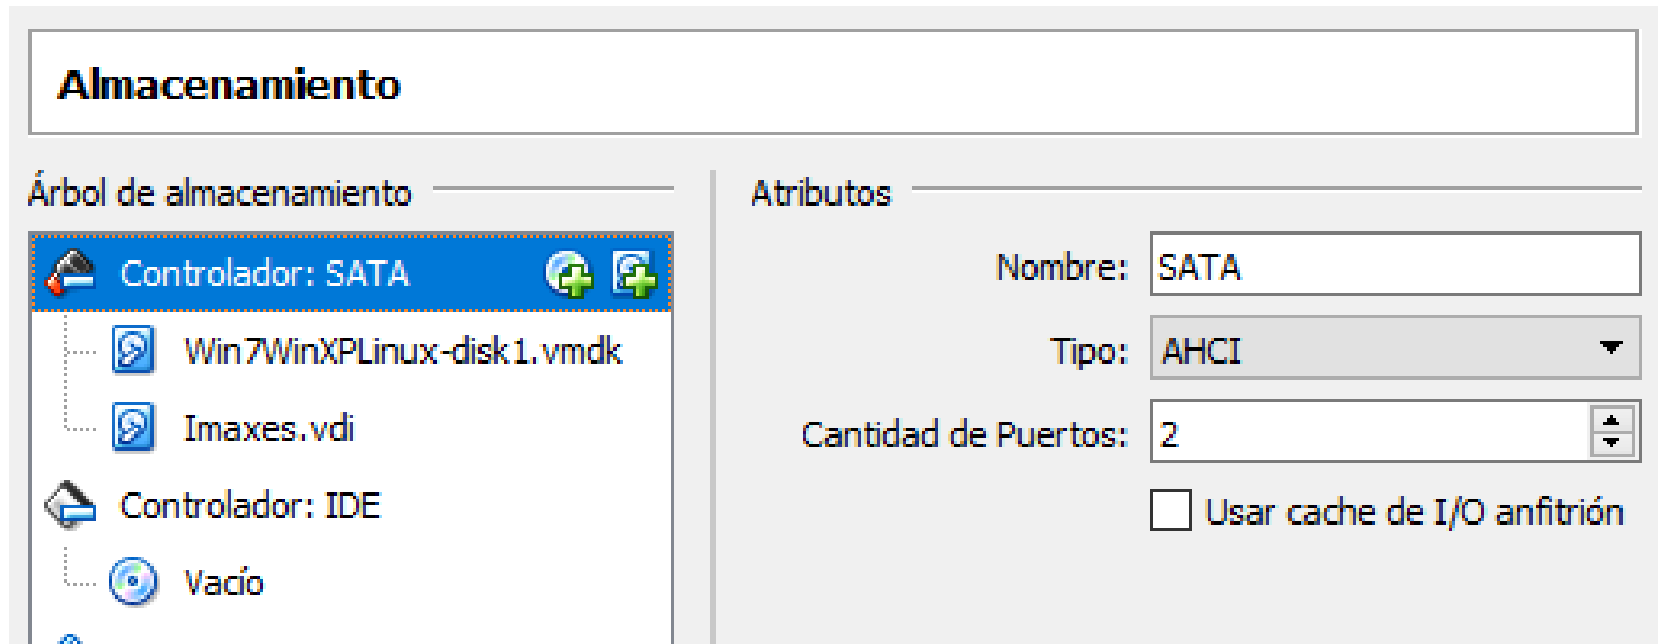 Almacenamiento
Árbol de almacenamiento
Controlador: SATA
Win7WinXPLinux-disk1.vmdk
Imaxes.vdi
Controlador: IDE
Vacío
Atributos
Nombre: SATA
Tipo: AHCI
Cantidad de Puertos: 2
Usar cache de I/O anfitrión